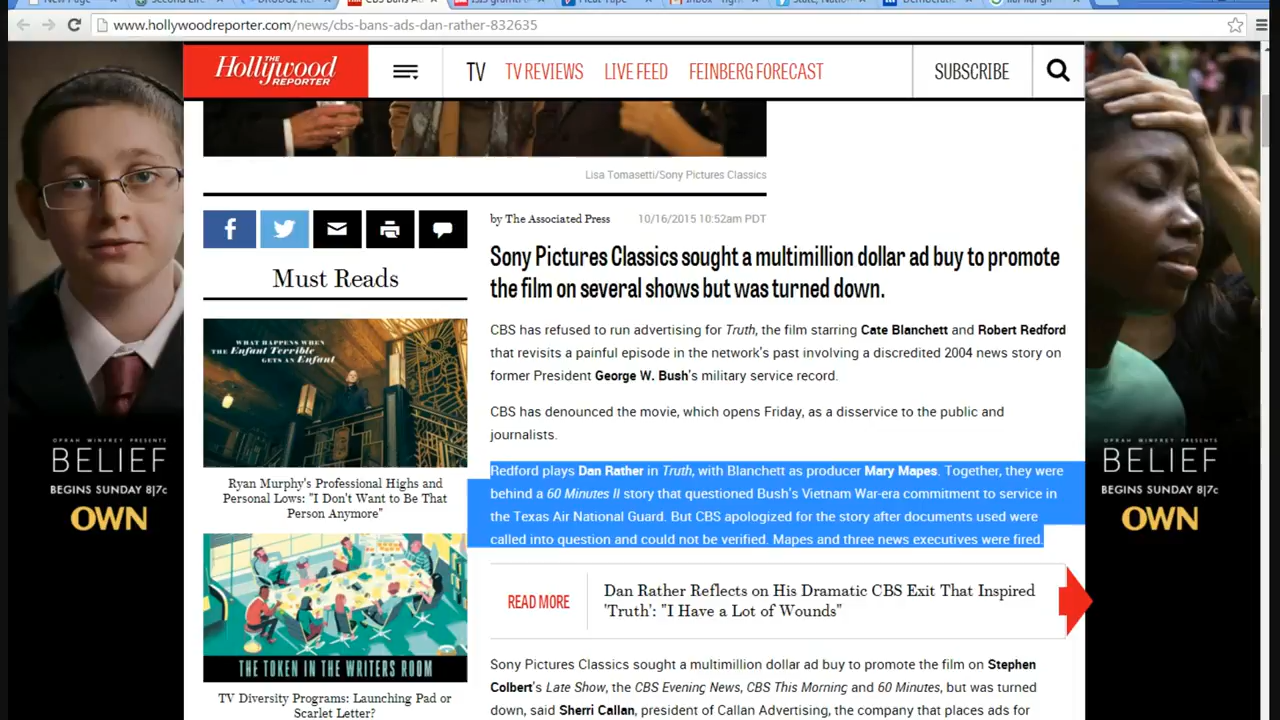 New Page
Second Life
CBS Bans A
Inbox
State, Natio
Democratic
www.hollywoodreporter.com/news/cbs-bans-ads-dan-rather-832635
THE
Hollywood
REPORTER
TV
TV REVIEWS
LIVE FEED
FEINBERG FORECAST
SUBSCRIBE
Lisa Tomasetti/Sony Pictures Classics
by The Associated Press 10/16/2015 10:52am PDT
Sony Pictures Classics sought a multimillion dollar ad buy to promote
the film on several shows but was turned down.
CBS has refused to run advertising for Truth, the film starring Cate Blanchett and Robert Redford
that revisits a painful episode in the network's past involving a discredited 2004 news story on
former President George W. Bush's military service record.
CBS has denounced the movie, which opens Friday, as a disservice to the public and
journalists.
Redford plays Dan Rather in Truth, with Blanchett as producer Mary Mapes. Together, they were
behind a 60 Minutes II story that questioned Bush's Vietnam War-era commitment to service in
the Texas Air National Guard. But CBS apologized for the story after documents used were
called into question and could not be verified. Mapes and three news executives were fired.
READ MORE
Dan Rather Reflects on His Dramatic CBS Exit That Inspired
'Truth': "I Have a Lot of Wounds"
Sony Pictures Classics sought a multimillion dollar ad buy to promote the film on Stephen
Colbert's Late Show, the CBS Evening News, CBS This Morning and 60 Minutes, but was turned
down, said Sherri Callan, president of Callan Advertising, the company that places ads for
Must Reads
WHAT HAPPENS WHEN
THE Enfant Terrible
GETS AN Enfant
Ryan Murphy's Professional Highs and
Personal Lows: "I Don't Want to Be That
Person Anymore"
THE TOKEN IN THE WRITERS ROOM
TV Diversity Programs: Launching Pad or
Scarlet Letter?
OPRAH WINFREY PRESENTS
BELIEF
BEGINS SUNDAY 8|7c
OWN
OPRAH WINFREY PRESENTS
BELIEF
BEGINS SUNDAY 8|7c
OWN